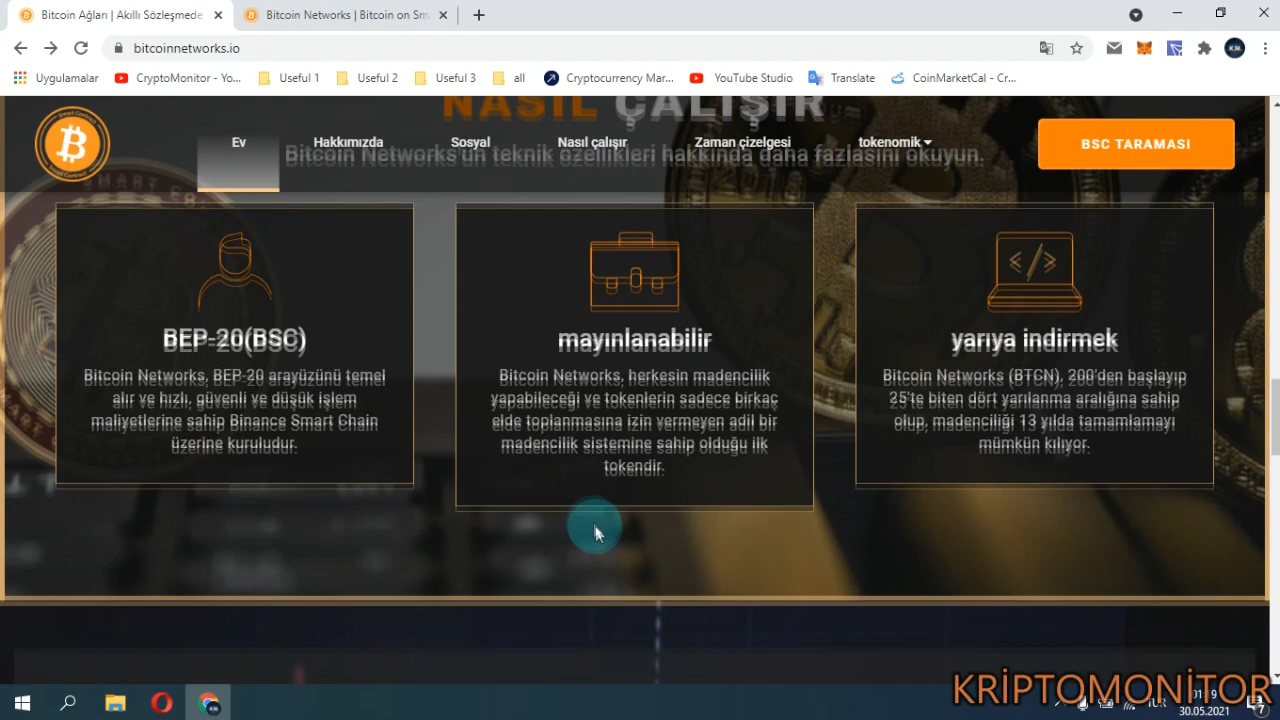 Bitcoin Ağları | Akıllı Sözleşmede
Bitcoin Networks | Bitcoin on Sm
bitcoinnetworks.io
Uygulamalar
CryptoMonitor - Yo...
Useful 1
Useful 2
Useful 3
all
Cryptocurrency Mar...
YouTube Studio
Translate
CoinMarketCal - Cr...
NASIL ÇALIŞIR
Ev
Hakkımızda
Sosyal
Nasıl çalışır
Zaman çizelgesi
tokenomik
BSC TARAMASI
Bitcoin Networks'ün teknik özellikleri hakkında daha fazlasını okuyun.
BEP-20(BSC)
Bitcoin Networks, BEP-20 arayüzünü temel
alır ve hızlı, güvenli ve düşük işlem
maliyetlerine sahip Binance Smart Chain
üzerine kuruludur.
mayınlanabilir
Bitcoin Networks, herkesin madencilik
yapabileceği ve tokenlerin sadece birkaç
elde toplanmasına izin vermeyen adil bir
madencilik sistemine sahip olduğu ilk
tokendir.
yarıya indirmek
Bitcoin Networks (BTCN), 200'den başlayıp
25'te biten dört yarılanma aralığına sahip
olup, madenciliği 13 yılda tamamlamayı
mümkün kılıyor.
KRİPTOMONİTOR
TUR
30.05.2021
7